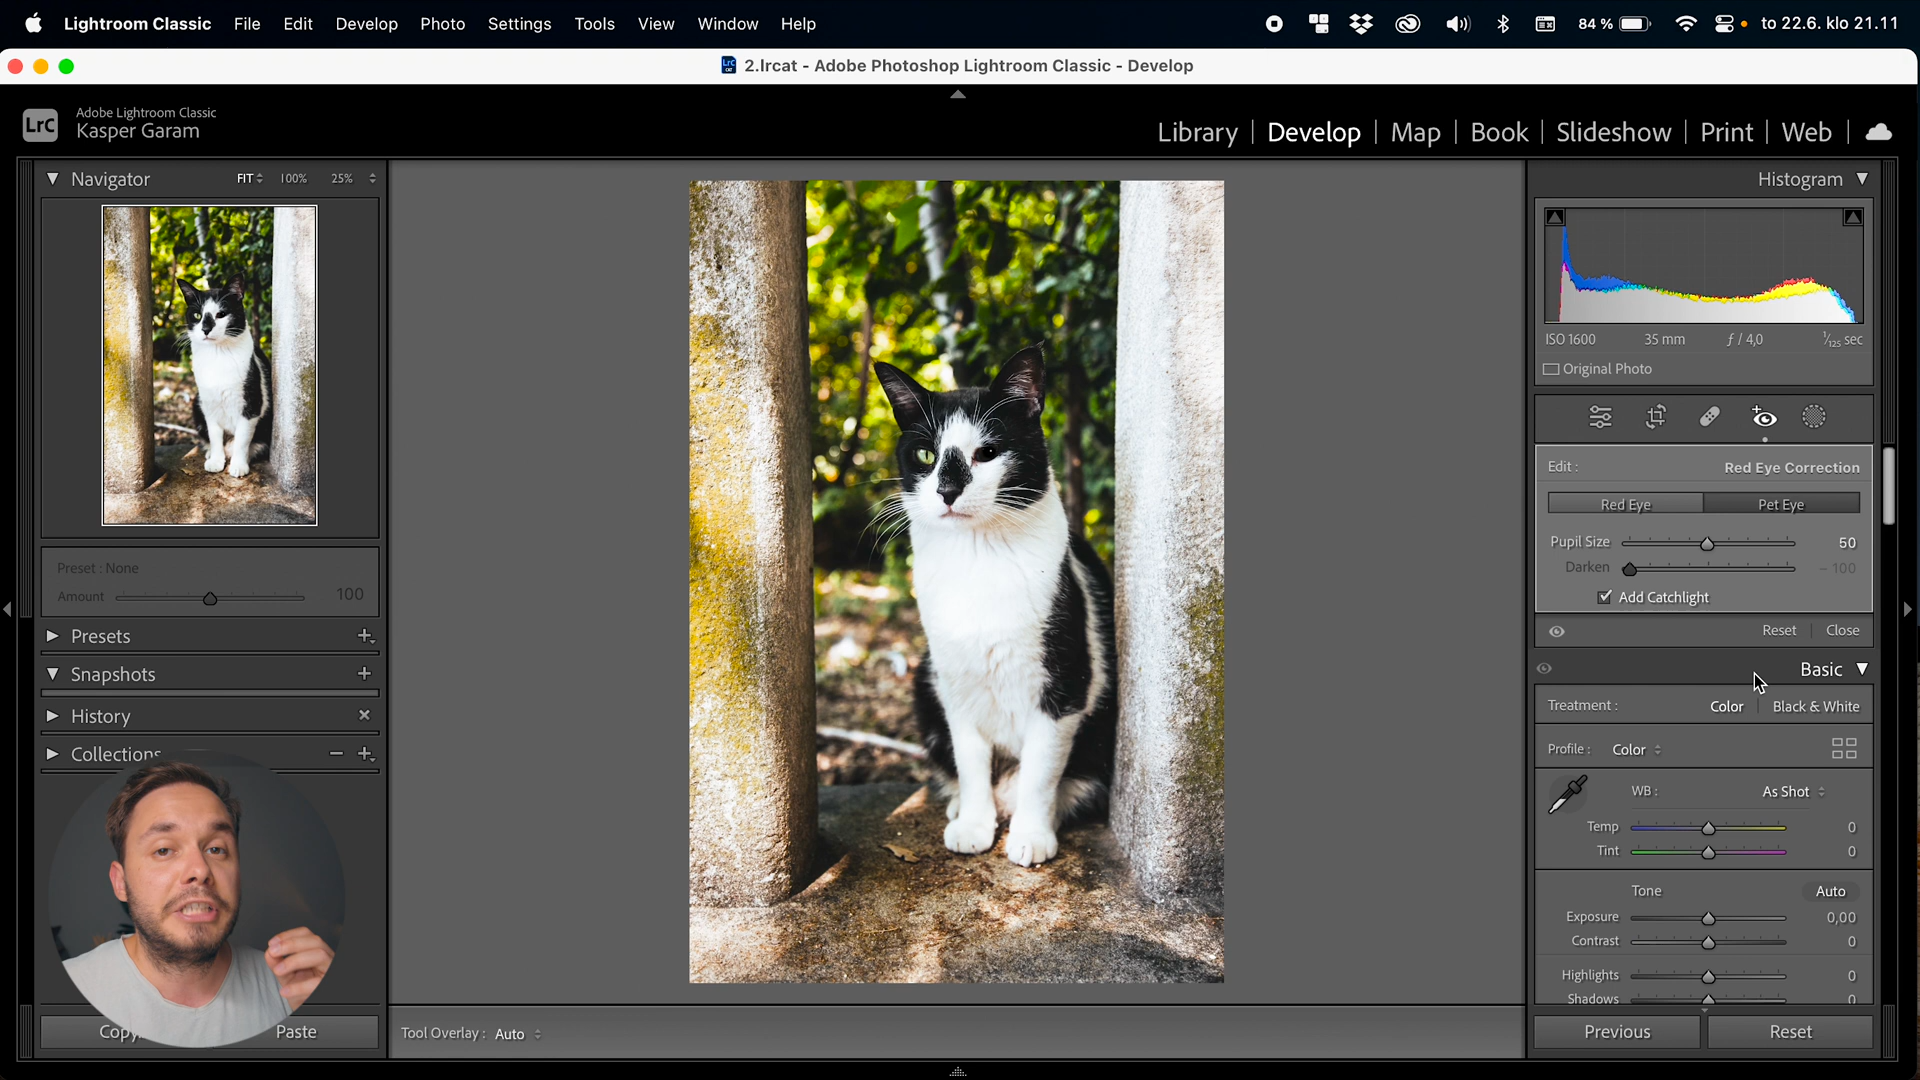 Lightroom Classic File Edit Develop Photo Settings Tools View Window Help 84 % to 22.6. klo 21.11
2.lrcat - Adobe Photoshop Lightroom Classic - Develop
LrC Adobe Lightroom Classic
Kasper Garam
Library | Develop | Map | Book | Slideshow | Print | Web
Navigator FIT 100% 25%
Histogram
ISO 1600 35 mm ƒ / 4,0 1/125 sec
Original Photo
Edit : Red Eye Correction
Red Eye Pet Eye
Pupil Size 50
Darken – 100
Add Catchlight
Reset Close
Preset : None
Amount 100
Presets
Snapshots
History
Collections
Basic
Treatment : Color Black & White
Profile : Color
WB : As Shot
Temp 0
Tint 0
Tone Auto
Exposure 0,00
Contrast 0
Highlights 0
Shadows 0
Copy... Paste
Tool Overlay : Auto
Previous Reset